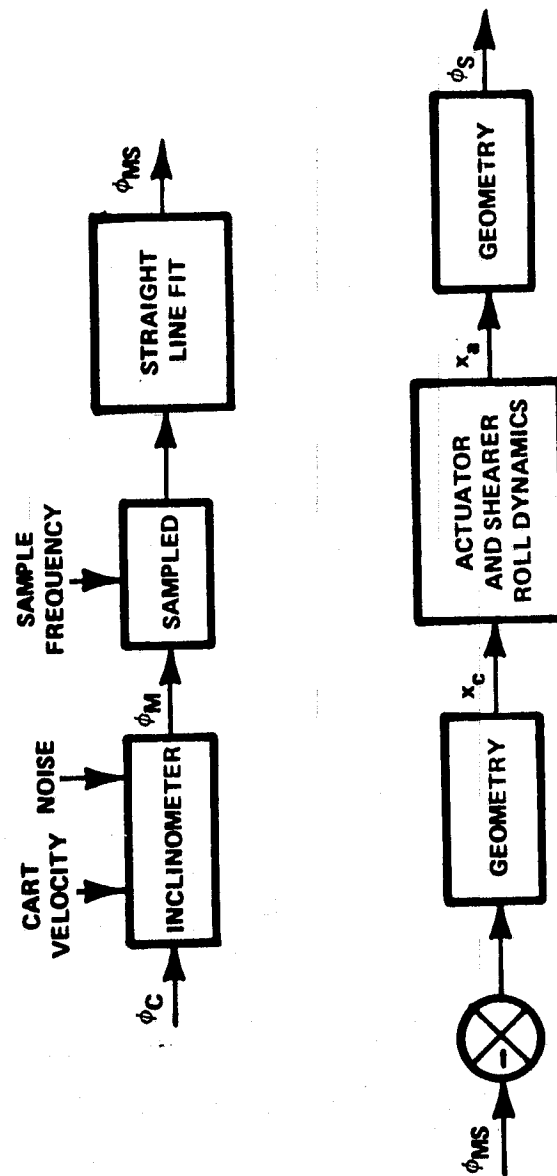 CART
VELOCITY
NOISE
SAMPLE
FREQUENCY
ϕC
INCLINOMETER
ϕM
SAMPLED
STRAIGHT
LINE FIT
ϕMS
ϕMS
−
GEOMETRY
xc
ACTUATOR
AND SHEARER
ROLL DYNAMICS
xa
GEOMETRY
ϕS